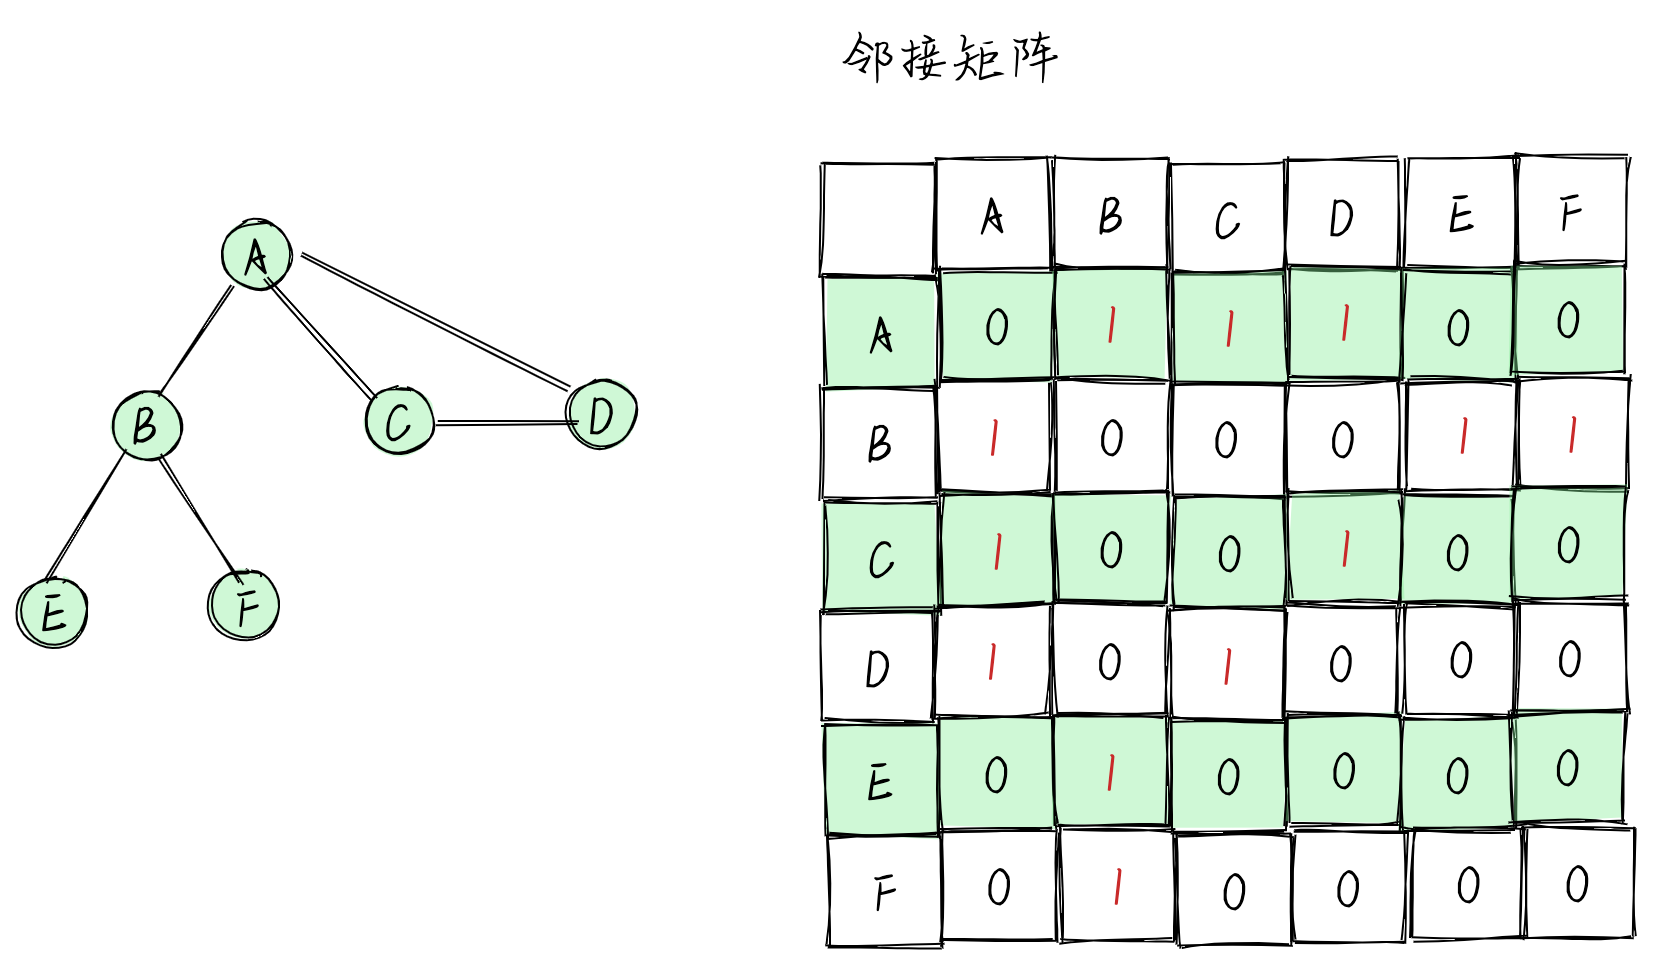 邻接矩阵
A B C D E F
A 0 1 1 1 0 0
B 1 0 0 0 1 1
C 1 0 0 1 0 0
D 1 0 1 0 0 0
E 0 1 0 0 0 0
F 0 1 0 0 0 0
A
B
C
D
E
F